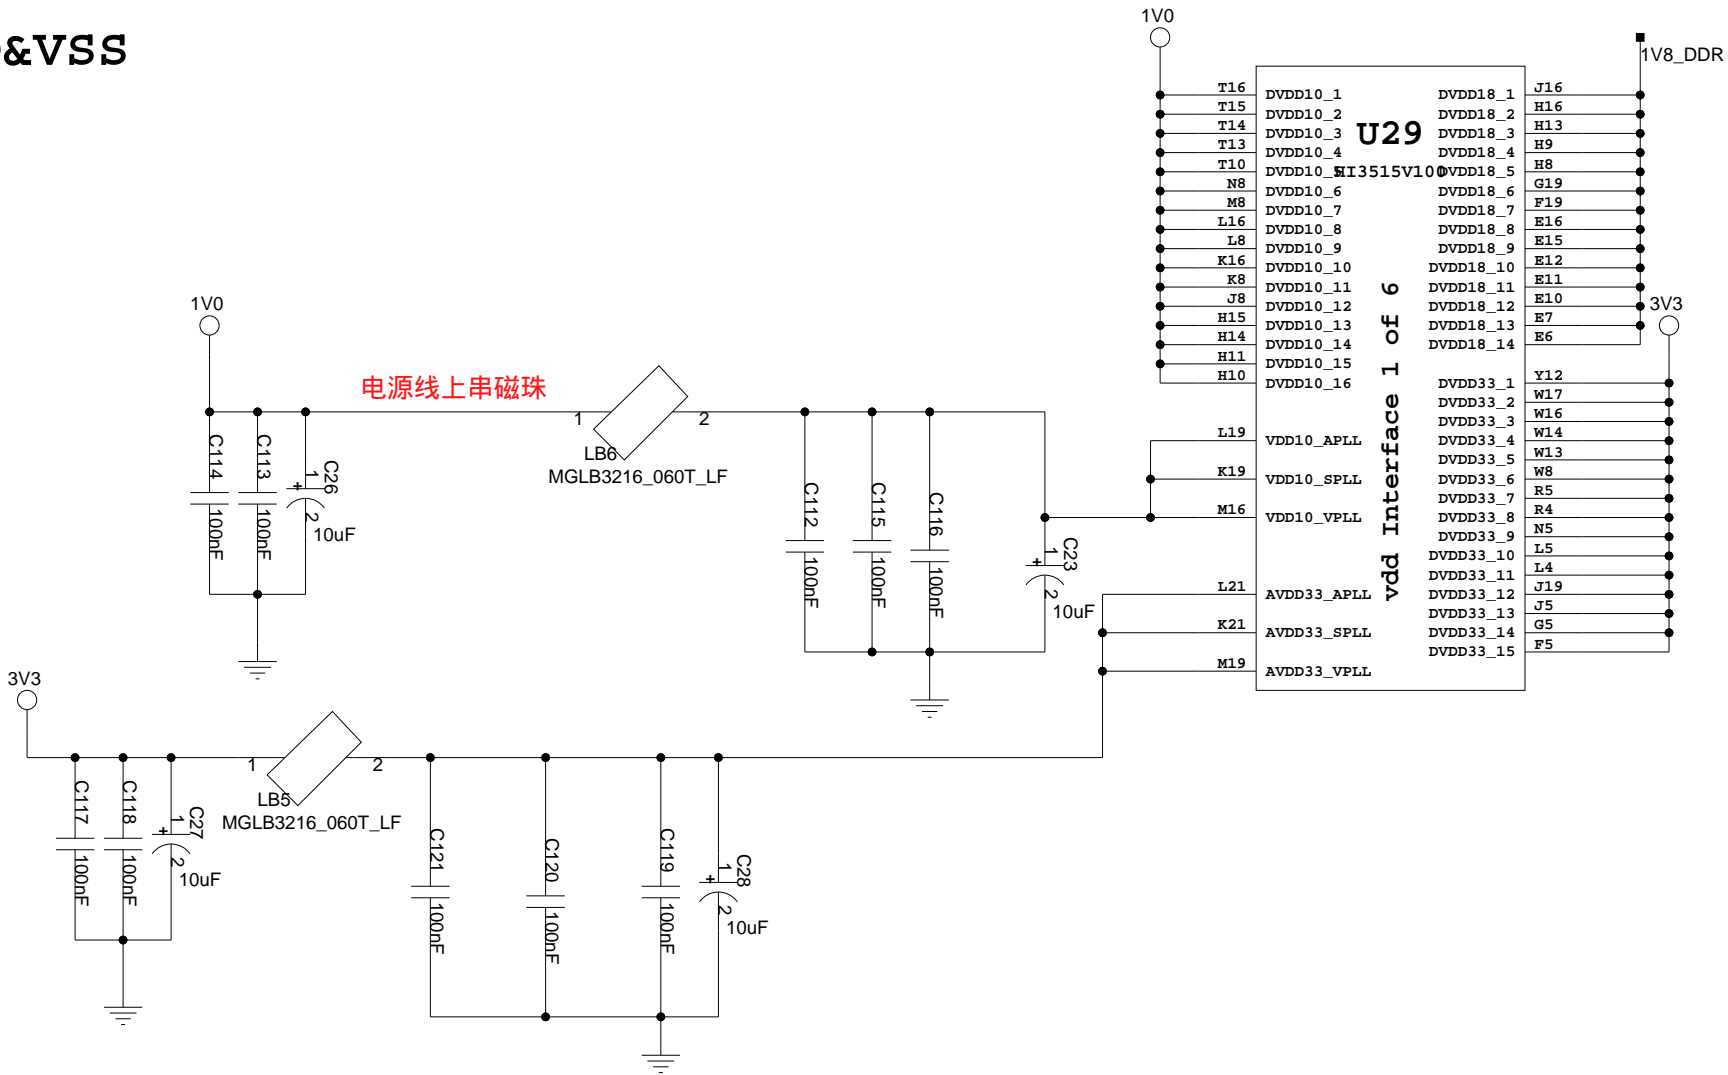 &VSS
1V0
1V8_DDR
U29
HI3515V100
vdd Interface 1 of 6
T16 DVDD10_1
T15 DVDD10_2
T14 DVDD10_3
T13 DVDD10_4
T10 DVDD10_5
N8 DVDD10_6
M8 DVDD10_7
L16 DVDD10_8
L8 DVDD10_9
K16 DVDD10_10
K8 DVDD10_11
J8 DVDD10_12
H15 DVDD10_13
H14 DVDD10_14
H11 DVDD10_15
H10 DVDD10_16
L19 VDD10_APLL
K19 VDD10_SPLL
M16 VDD10_VPLL
L21 AVDD33_APLL
K21 AVDD33_SPLL
M19 AVDD33_VPLL
DVDD18_1 J16
DVDD18_2 H16
DVDD18_3 H13
DVDD18_4 H9
DVDD18_5 H8
DVDD18_6 G19
DVDD18_7 F19
DVDD18_8 E16
DVDD18_9 E15
DVDD18_10 E12
DVDD18_11 E11
DVDD18_12 E10
DVDD18_13 E7
DVDD18_14 E6
3V3
DVDD33_1 Y12
DVDD33_2 W17
DVDD33_3 W16
DVDD33_4 W14
DVDD33_5 W13
DVDD33_6 W8
DVDD33_7 R5
DVDD33_8 R4
DVDD33_9 N5
DVDD33_10 L5
DVDD33_11 L4
DVDD33_12 J19
DVDD33_13 J5
DVDD33_14 G5
DVDD33_15 F5
1V0
电源线上串磁珠
1 2
LB6
MGLB3216_060T_LF
C114 100nF
C113 100nF
C26 1 + 2 10uF
C112 100nF
C115 100nF
C116 100nF
C23 1 + 2 10uF
3V3
1 2
LB5
MGLB3216_060T_LF
C117 100nF
C118 100nF
C27 1 + 2 10uF
C121 100nF
C120 100nF
C119 100nF
C28 1 + 2 10uF